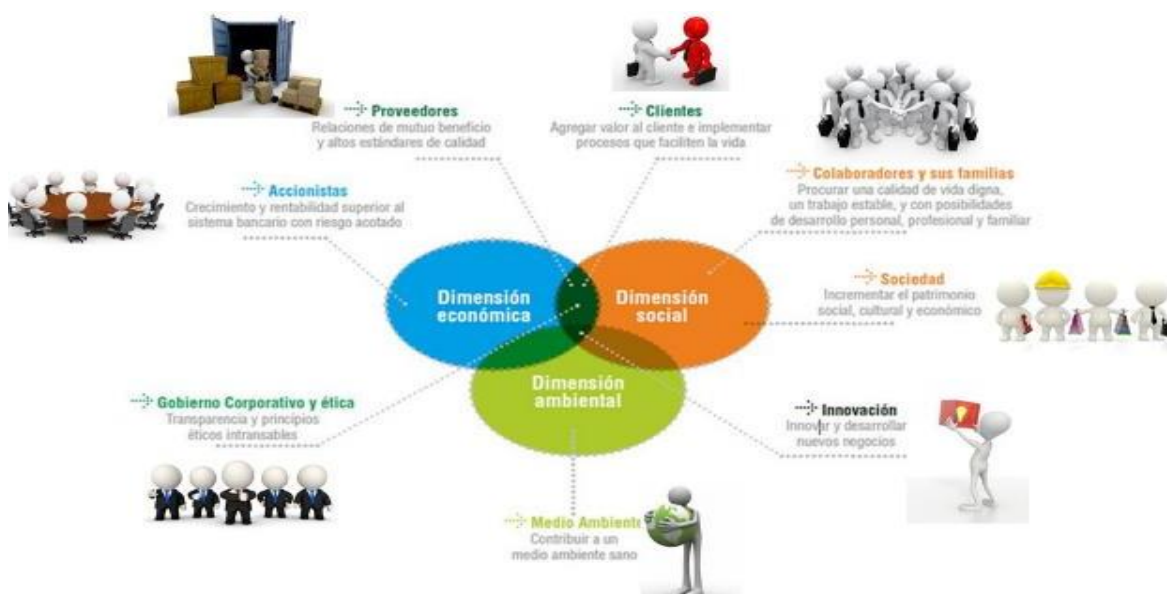 Proveedores
Relaciones de mutuo beneficio
y altos estándares de calidad
Clientes
Agregar valor al cliente e implementar
procesos que faciliten la vida
Accionistas
Crecimiento y rentabilidad superior al
sistema bancario con riesgo acotado
Colaboradores y sus familias
Procurar una calidad de vida digna,
un trabajo estable, y con posibilidades
de desarrollo personal, profesional y familiar
Dimensión
económica
Dimensión
social
Sociedad
Incrementar el patrimonio
social, cultural y económico
Dimensión
ambiental
Gobierno Corporativo y ética
Transparencia y principios
éticos intransables
Innovación
Innovar y desarrollar
nuevos negocios
Medio Ambiente
Contribuir a un
medio ambiente sano